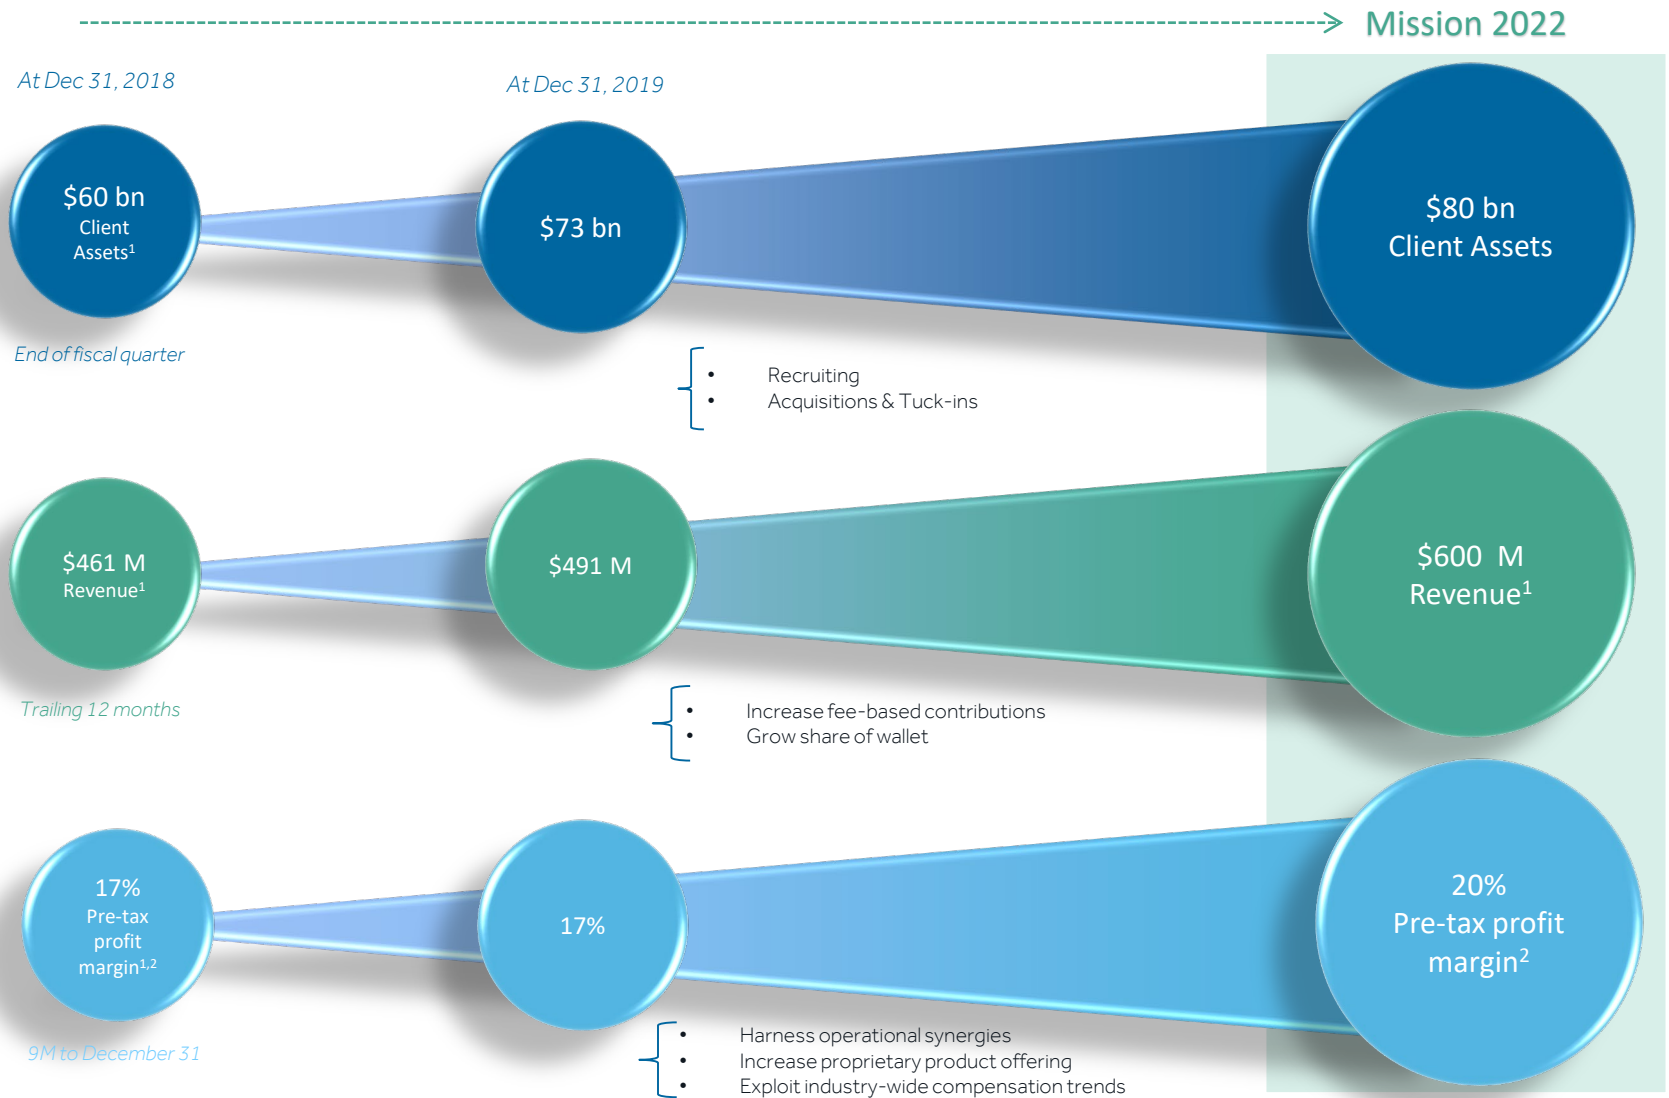 Mission 2022
At Dec 31, 2018
At Dec 31, 2019
$60 bn
Client
Assets1
$73 bn
$80 bn
Client Assets
End of fiscal quarter
• Recruiting
• Acquisitions & Tuck-ins
$461 M
Revenue1
$491 M
$600 M
Revenue1
Trailing 12 months
• Increase fee-based contributions
• Grow share of wallet
17%
Pre-tax
profit
margin1,2
17%
20%
Pre-tax profit
margin2
9M to December 31
• Harness operational synergies
• Increase proprietary product offering
• Exploit industry-wide compensation trends